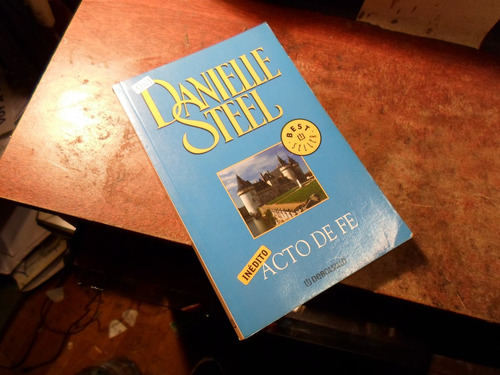 DANIELLE
STEEL
BEST
SELLER
INÉDITO
ACTO DE FE
DEBOLSILLO